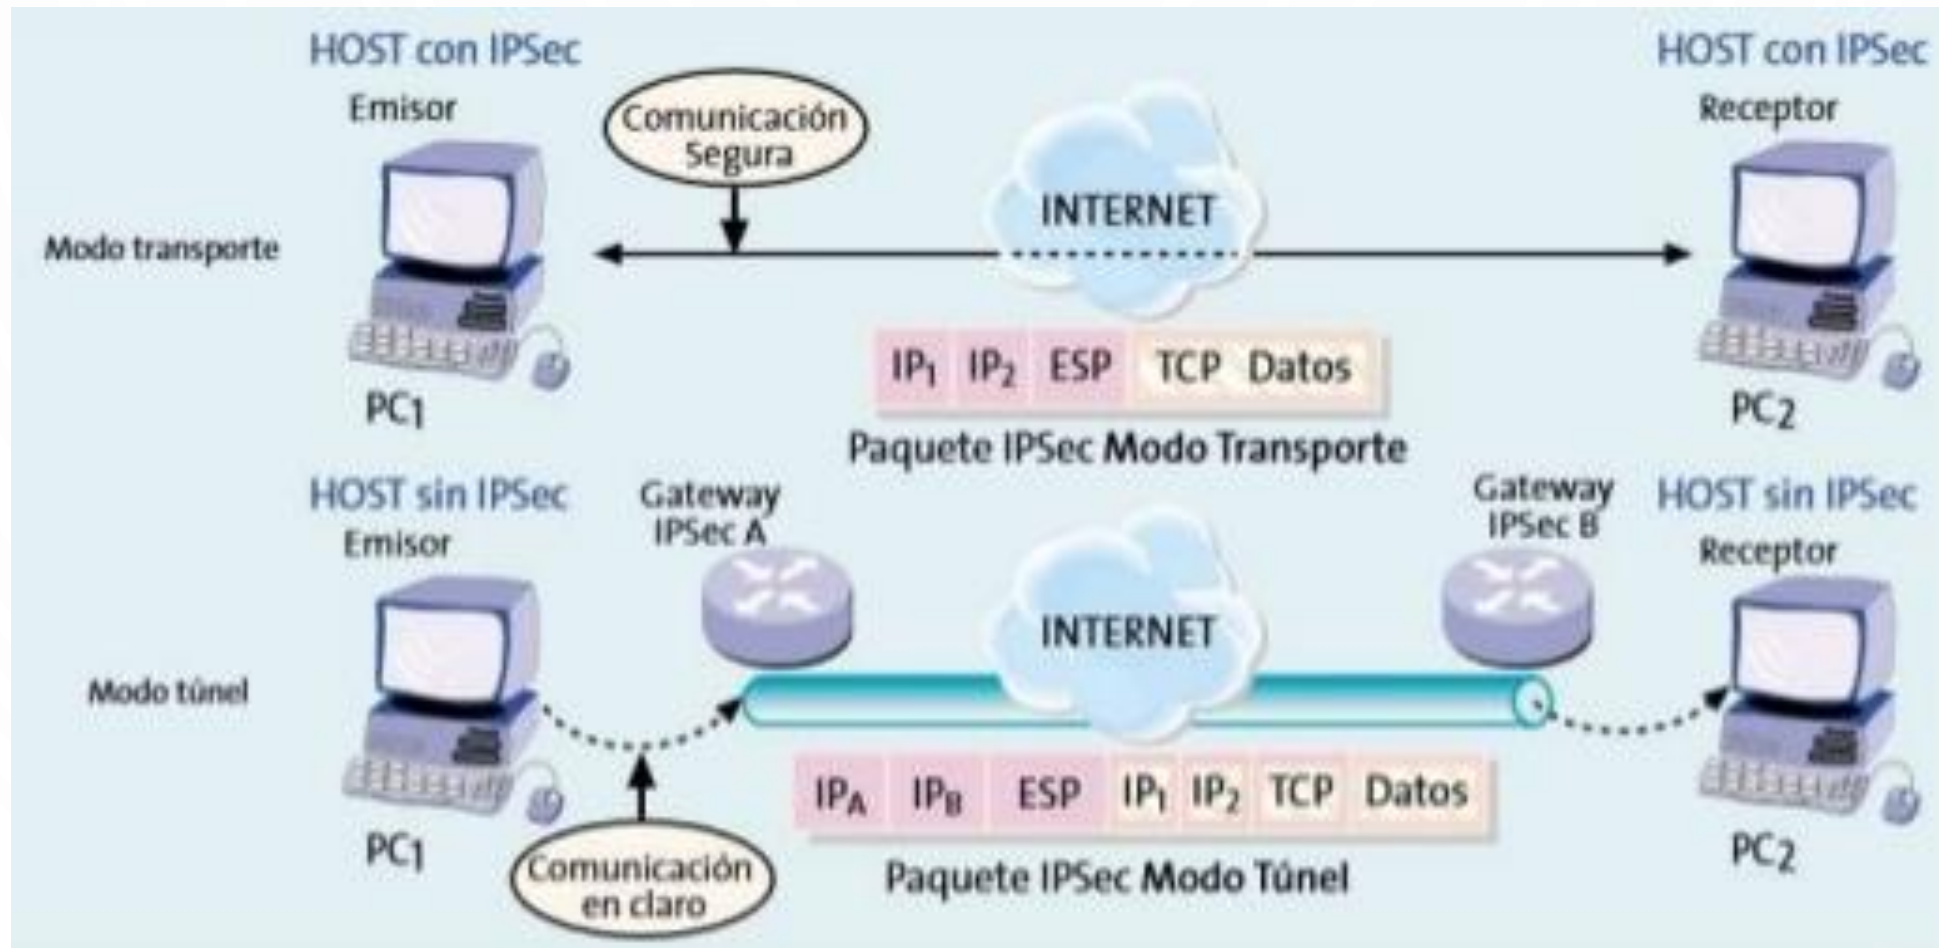 HOST con IPSec
Emisor
Comunicación
Segura
INTERNET
HOST con IPSec
Receptor
Modo transporte
IP1 IP2 ESP TCP Datos
PC1
PC2
Paquete IPSec Modo Transporte
HOST sin IPSec
Emisor
Gateway
IPSec A
INTERNET
Gateway
IPSec B
HOST sin IPSec
Receptor
Modo túnel
IPA IPB ESP IP1 IP2 TCP Datos
PC1
Comunicación
en claro
Paquete IPSec Modo Túnel
PC2